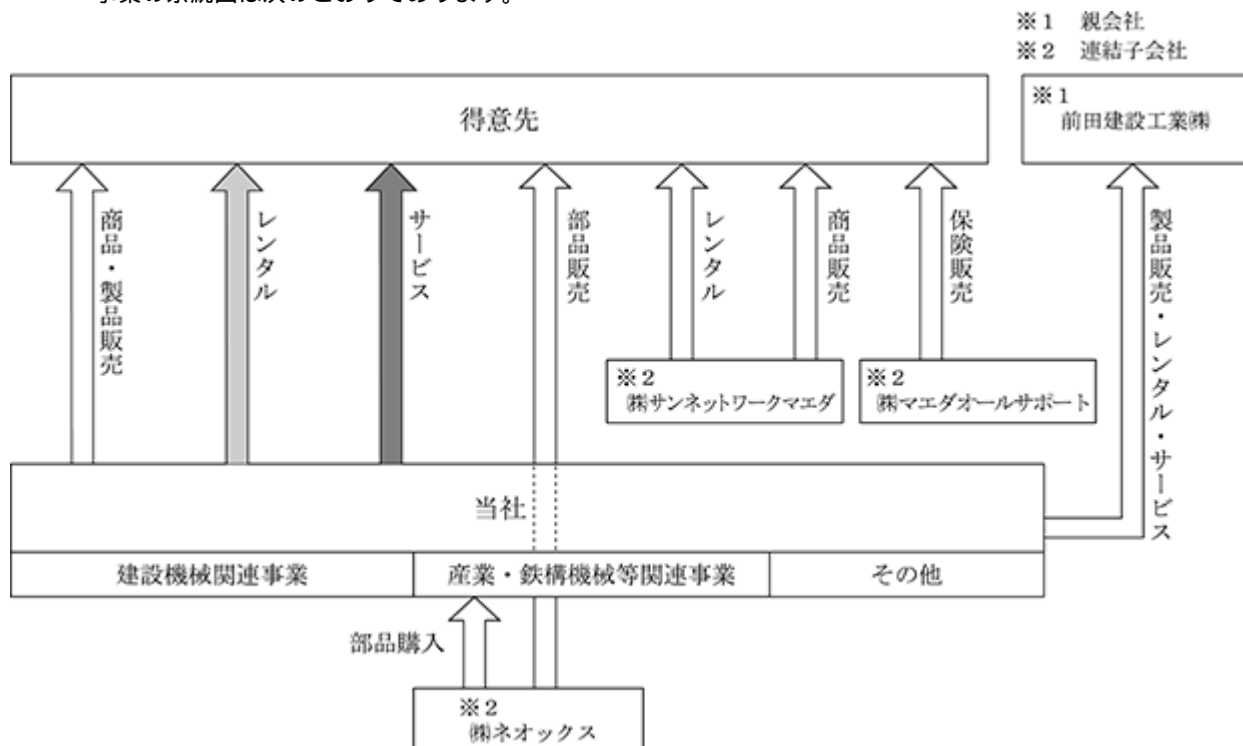 事業の系統図は次のとおりであります。
※1 親会社
※2 連結子会社
得意先
※1
前田建設工業㈱
商品・製品販売
レンタル
サービス
部品販売
レンタル
商品販売
保険販売
製品販売・レンタル・サービス
※2
㈱サンネットワークマエダ
※2
㈱マエダオールサポート
当社
建設機械関連事業
産業・鉄構機械等関連事業
その他
部品購入
※2
㈱ネオックス